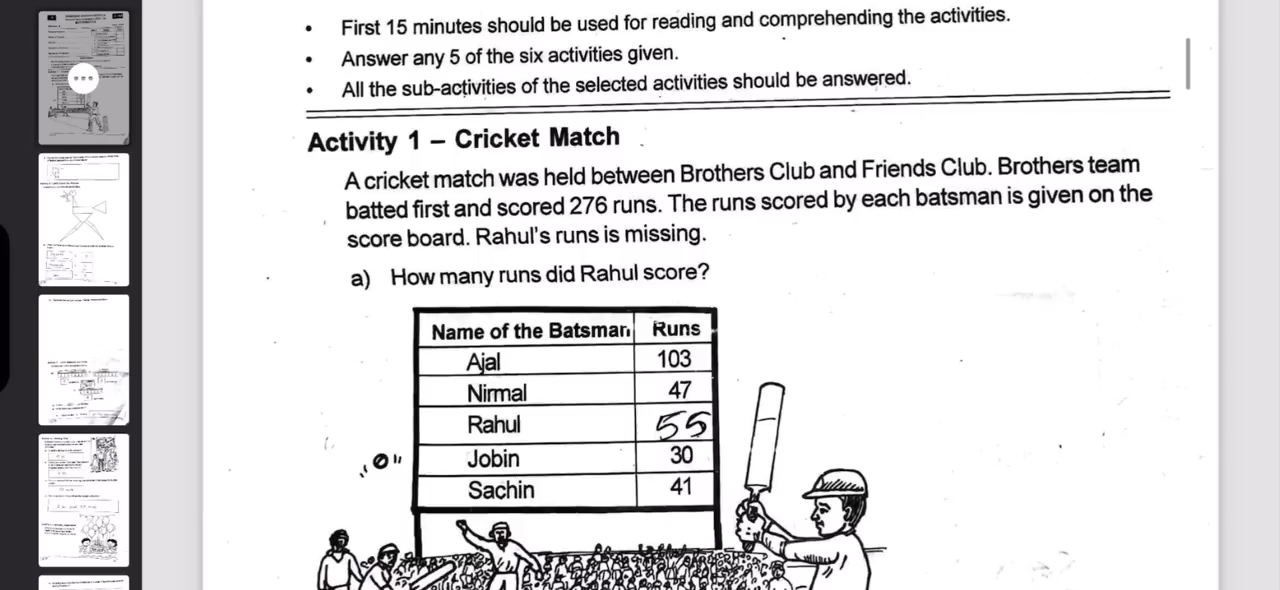 • First 15 minutes should be used for reading and comprehending the activities.
• Answer any 5 of the six activities given.
• All the sub-activities of the selected activities should be answered.
Activity 1 – Cricket Match
A cricket match was held between Brothers Club and Friends Club. Brothers team
batted first and scored 276 runs. The runs scored by each batsman is given on the
score board. Rahul's runs is missing.
a) How many runs did Rahul score?
Name of the Batsman Runs
Ajal 103
Nirmal 47
Rahul 55
Jobin 30
Sachin 41